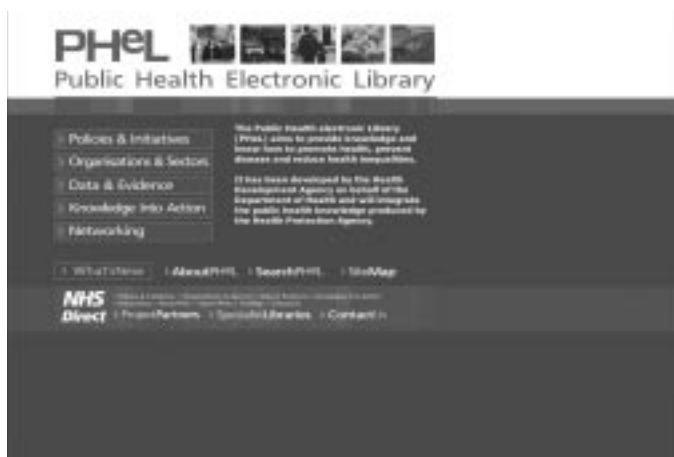 PHeL
Public Health Electronic Library
Policies & Initiatives
Organisations & Sectors
Data & Evidence
Knowledge Into Action
Networking
The Public Health electronic Library
(PHeL) aims to provide knowledge and
know-how to promote health, prevent
disease and reduce health inequalities.
It has been developed by the Health
Development Agency on behalf of the
Department of Health and will integrate
the public health knowledge produced by
the Health Protection Agency.
What'sNew AboutPHeL SearchPHeL SiteMap
NHS
Direct ProjectPartners SpecialistLibraries ContactUs